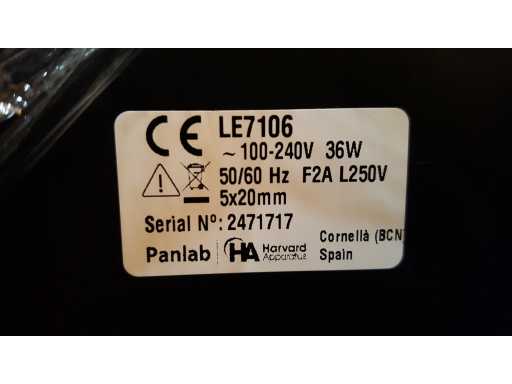 CE LE7106
~ 100-240V 36W
50/60 Hz F2A L250V
5x20mm
Serial Nº: 2471717
Panlab HA Harvard Apparatus Cornellà (BCN)
Spain